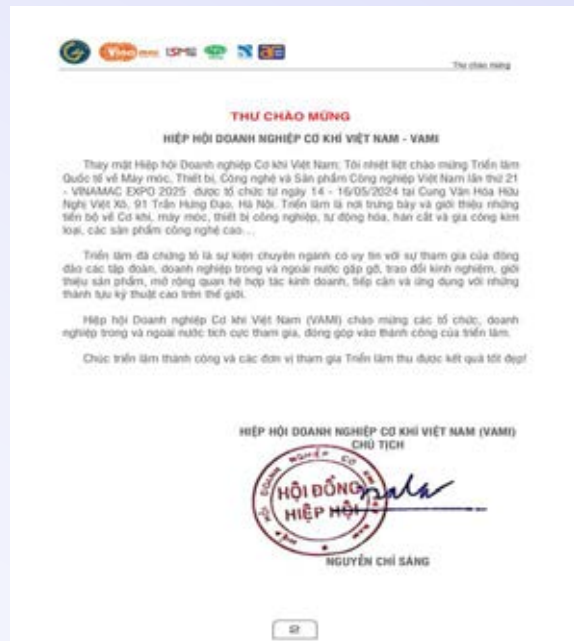 Vina
ISME
Thư chào mừng
THƯ CHÀO MỪNG
HIỆP HỘI DOANH NGHIỆP CƠ KHÍ VIỆT NAM - VAMI
Thay mặt Hiệp hội Doanh nghiệp Cơ khí Việt Nam; Tôi nhiệt liệt chào mừng Triển lãm
Quốc tế về Máy móc, Thiết bị, Công nghệ và Sản phẩm Công nghiệp Việt Nam lần thứ 21
- VINAMAC EXPO 2025 được tổ chức từ ngày 14 - 16/05/2024 tại Cung Văn Hóa Hữu
Nghị Việt Xô, 91 Trần Hưng Đạo, Hà Nội. Triển lãm là nơi trưng bày và giới thiệu những
tiến bộ về Cơ khí, máy móc, thiết bị công nghiệp, tự động hóa, hàn cắt và gia công kim
loại, các sản phẩm công nghệ cao…
Triển lãm đã chứng tỏ là sự kiện chuyên ngành có uy tín với sự tham gia của đông
đảo các tập đoàn, doanh nghiệp trong và ngoài nước gặp gỡ, trao đổi kinh nghiệm, giới
thiệu sản phẩm, mở rộng quan hệ hợp tác kinh doanh, tiếp cận và ứng dụng với những
thành tựu kỹ thuật cao trên thế giới.
Hiệp hội Doanh nghiệp Cơ khí Việt Nam (VAMI) chào mừng các tổ chức, doanh
nghiệp trong và ngoài nước tích cực tham gia, đóng góp vào thành công của triển lãm.
Chúc triển lãm thành công và các đơn vị tham gia Triển lãm thu được kết quả tốt đẹp!
HIỆP HỘI DOANH NGHIỆP CƠ KHÍ VIỆT NAM (VAMI)
CHỦ TỊCH
HIỆP HỘI DOANH NGHIỆP CƠ KHÍ VIỆT NAM
HỘI ĐỒNG
HIỆP HỘI
NGUYỄN CHỈ SÁNG
2